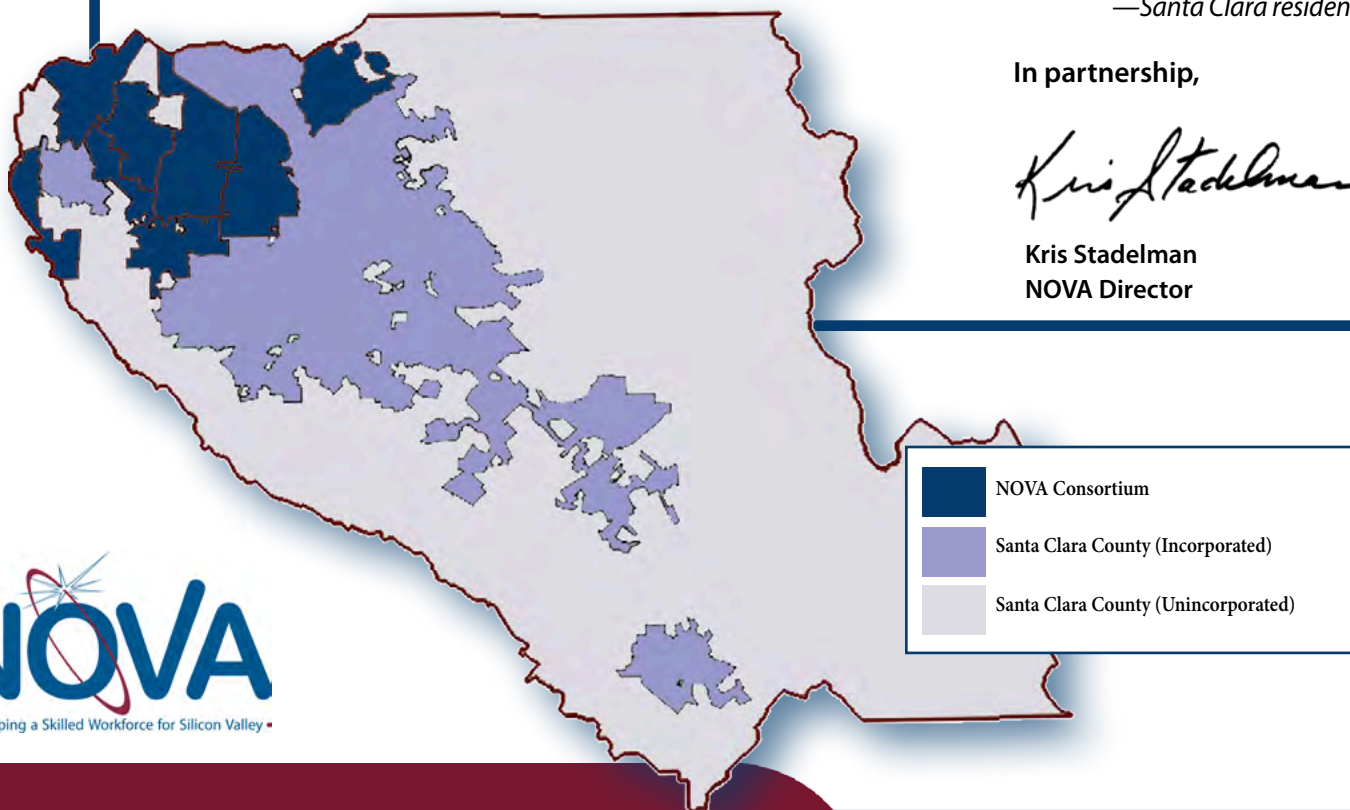 —Santa Clara residen
In partnership,
Kris Stadelman
Kris Stadelman
NOVA Director
NOVA Consortium
Santa Clara County (Incorporated)
Santa Clara County (Unincorporated)
NOVA
ping a Skilled Workforce for Silicon Valley